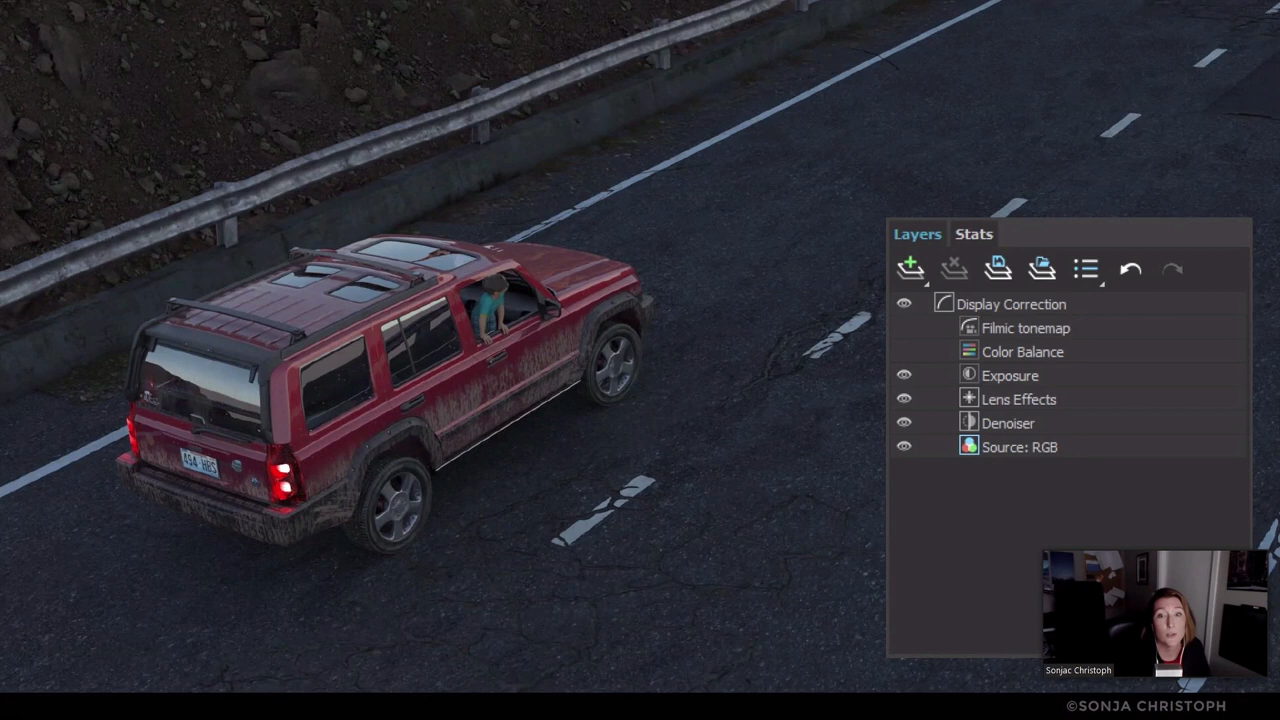 Layers Stats
Display Correction
Filmic tonemap
Color Balance
Exposure
Lens Effects
Denoiser
Source: RGB
494·HBS
Sonjac Christoph
©SONJA CHRISTOPH